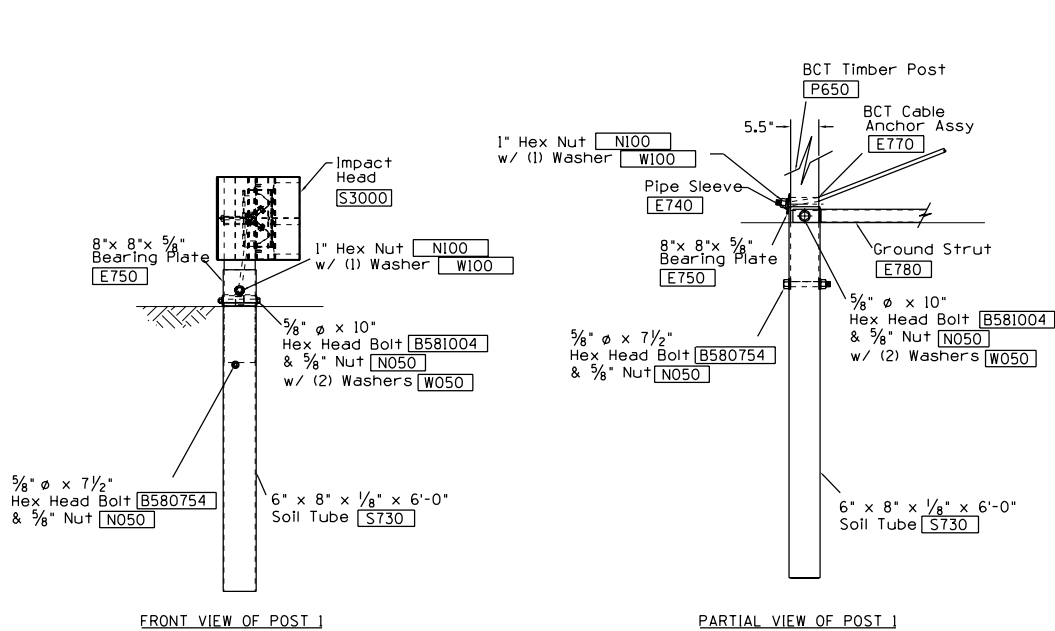 Impact
Head
S3000
8"x 8"x 5/8"
Bearing Plate
E750
1" Hex Nut N100
w/ (1) Washer W100
5/8" ø x 10"
Hex Head Bolt B581004
& 5/8" Nut N050
w/ (2) Washers W050
5/8" ø x 7 1/2"
Hex Head Bolt B580754
& 5/8" Nut N050
6" x 8" x 1/8" x 6'-0"
Soil Tube S730
FRONT VIEW OF POST 1
BCT Timber Post
P650
5.5"
BCT Cable
Anchor Assy
E770
1" Hex Nut N100
w/ (1) Washer W100
Pipe Sleeve
E740
8"x 8"x 5/8"
Bearing Plate
E750
Ground Strut
E780
5/8" ø x 10"
Hex Head Bolt B581004
& 5/8" Nut N050
w/ (2) Washers W050
5/8" ø x 7 1/2"
Hex Head Bolt B580754
& 5/8" Nut N050
6" x 8" x 1/8" x 6'-0"
Soil Tube S730
PARTIAL VIEW OF POST 1